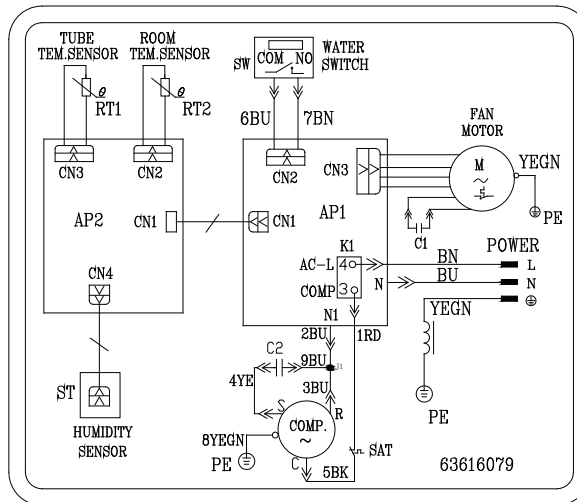 TUBE
TEM.SENSOR
ROOM
TEM.SENSOR
θ
RT1
θ
RT2
SW
COM NO
WATER
SWITCH
6BU
7BN
CN3
CN2
CN2
CN3
FAN
MOTOR
M
~
YEGN
PE
C1
AP2
CN1
CN1
AP1
K1
AC-L
4
COMP
3
N
BN
BU
POWER
L
N
YEGN
PE
CN4
ST
HUMIDITY
SENSOR
N1
2BU
1RD
C2
9BU
J1
4YE
3BU
S
R
COMP.
~
8YEGN
PE
C
5BK
SAT
63616079